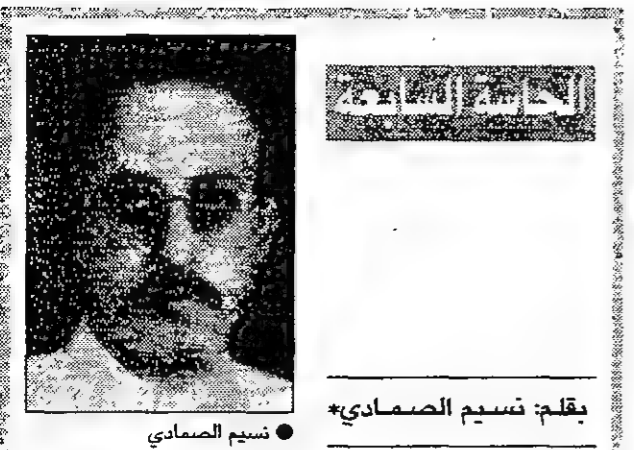 الحاسة السابعة
بقلم: نسيم الصمادي*
● نسيم الصمادي